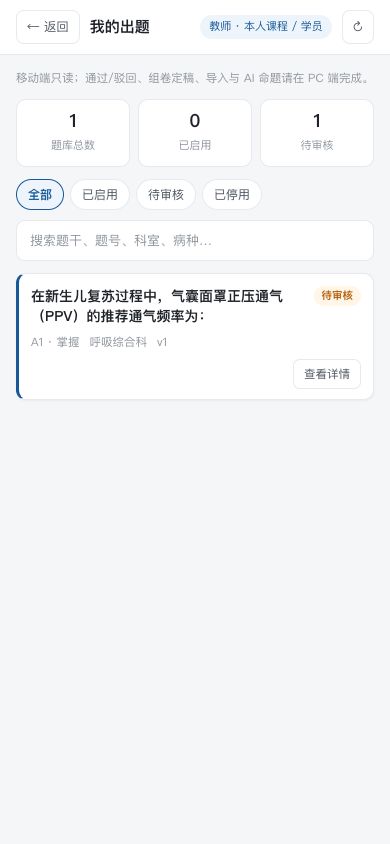 ← 返回
我的出题
教师 · 本人课程 / 学员
↻
移动端只读；通过/驳回、组卷定稿、导入与 AI 命题请在 PC 端完成。
1
题库总数
0
已启用
1
待审核
全部
已启用
待审核
已停用
搜索题干、题号、科室、病种…
在新生儿复苏过程中，气囊面罩正压通气
（PPV）的推荐通气频率为：
待审核
A1 · 掌握 呼吸综合科 v1
查看详情